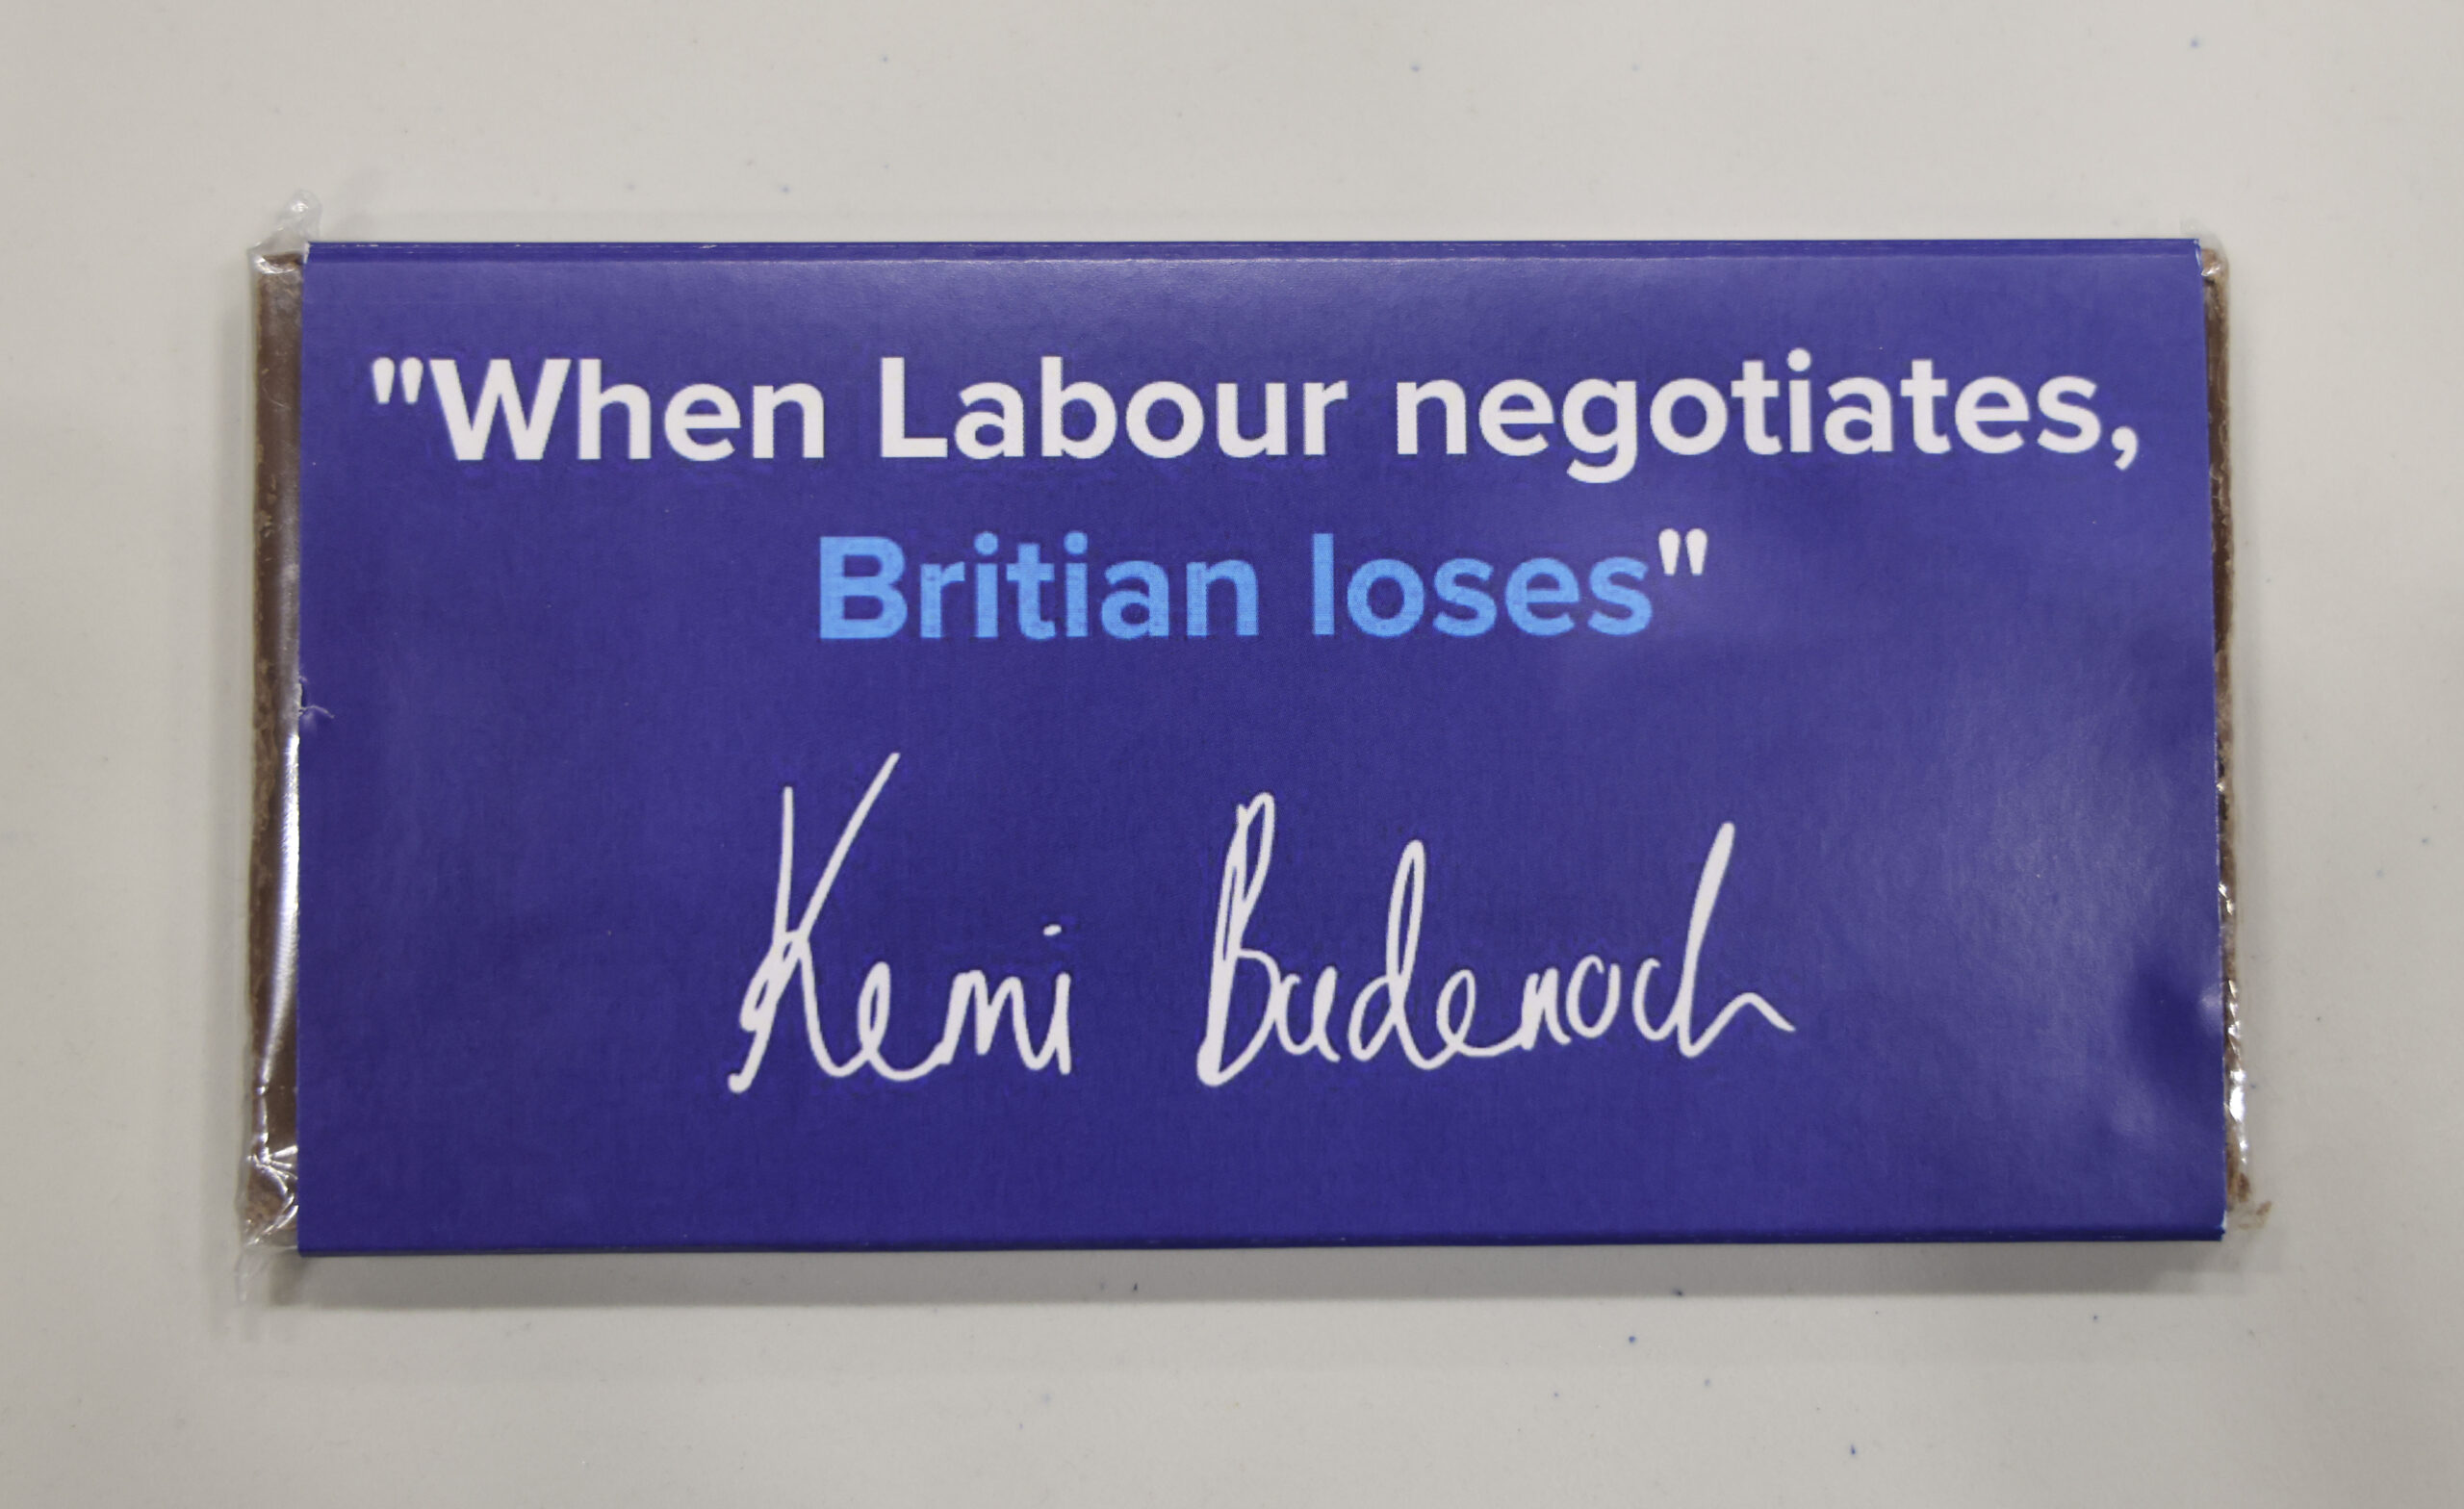 "When Labour negotiates,
Britian loses"
Kemi Badenoch